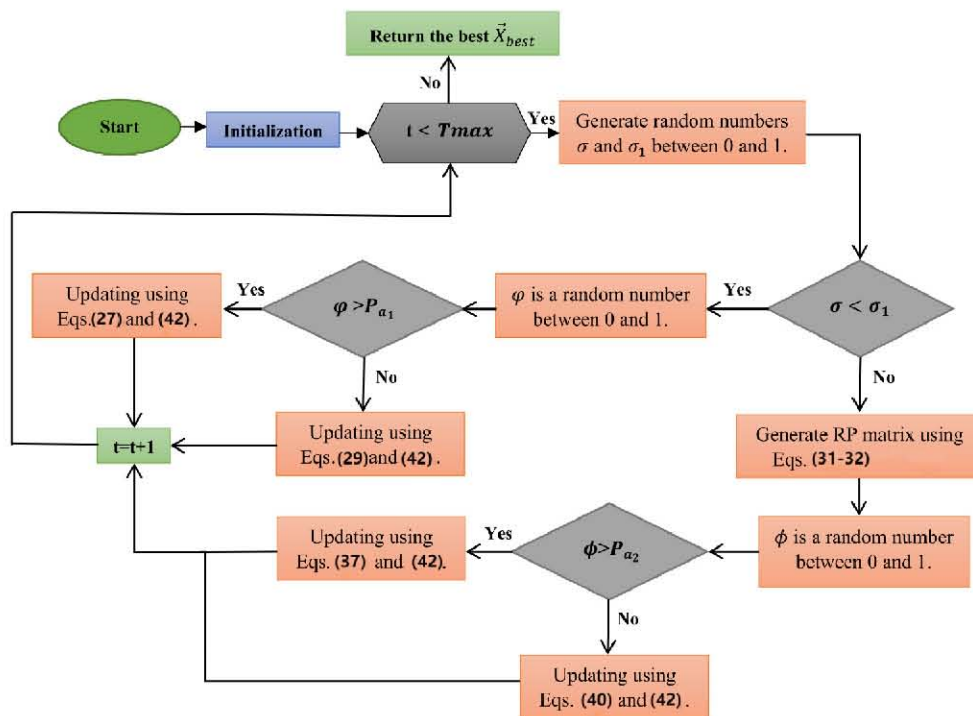 Return the best X⃗best
No
Start
Initialization
t < Tmax
Yes
Generate random numbers
σ and σ₁ between 0 and 1.
Updating using
Eqs.(27) and (42) .
Yes
φ >Pa₁
φ is a random number
between 0 and 1.
Yes
σ < σ₁
No
No
t=t+1
Updating using
Eqs.(29)and (42) .
Generate RP matrix using
Eqs. (31-32)
Updating using
Eqs. (37) and (42).
Yes
ϕ>Pa₂
ϕ is a random number
between 0 and 1.
No
Updating using
Eqs. (40) and (42) .